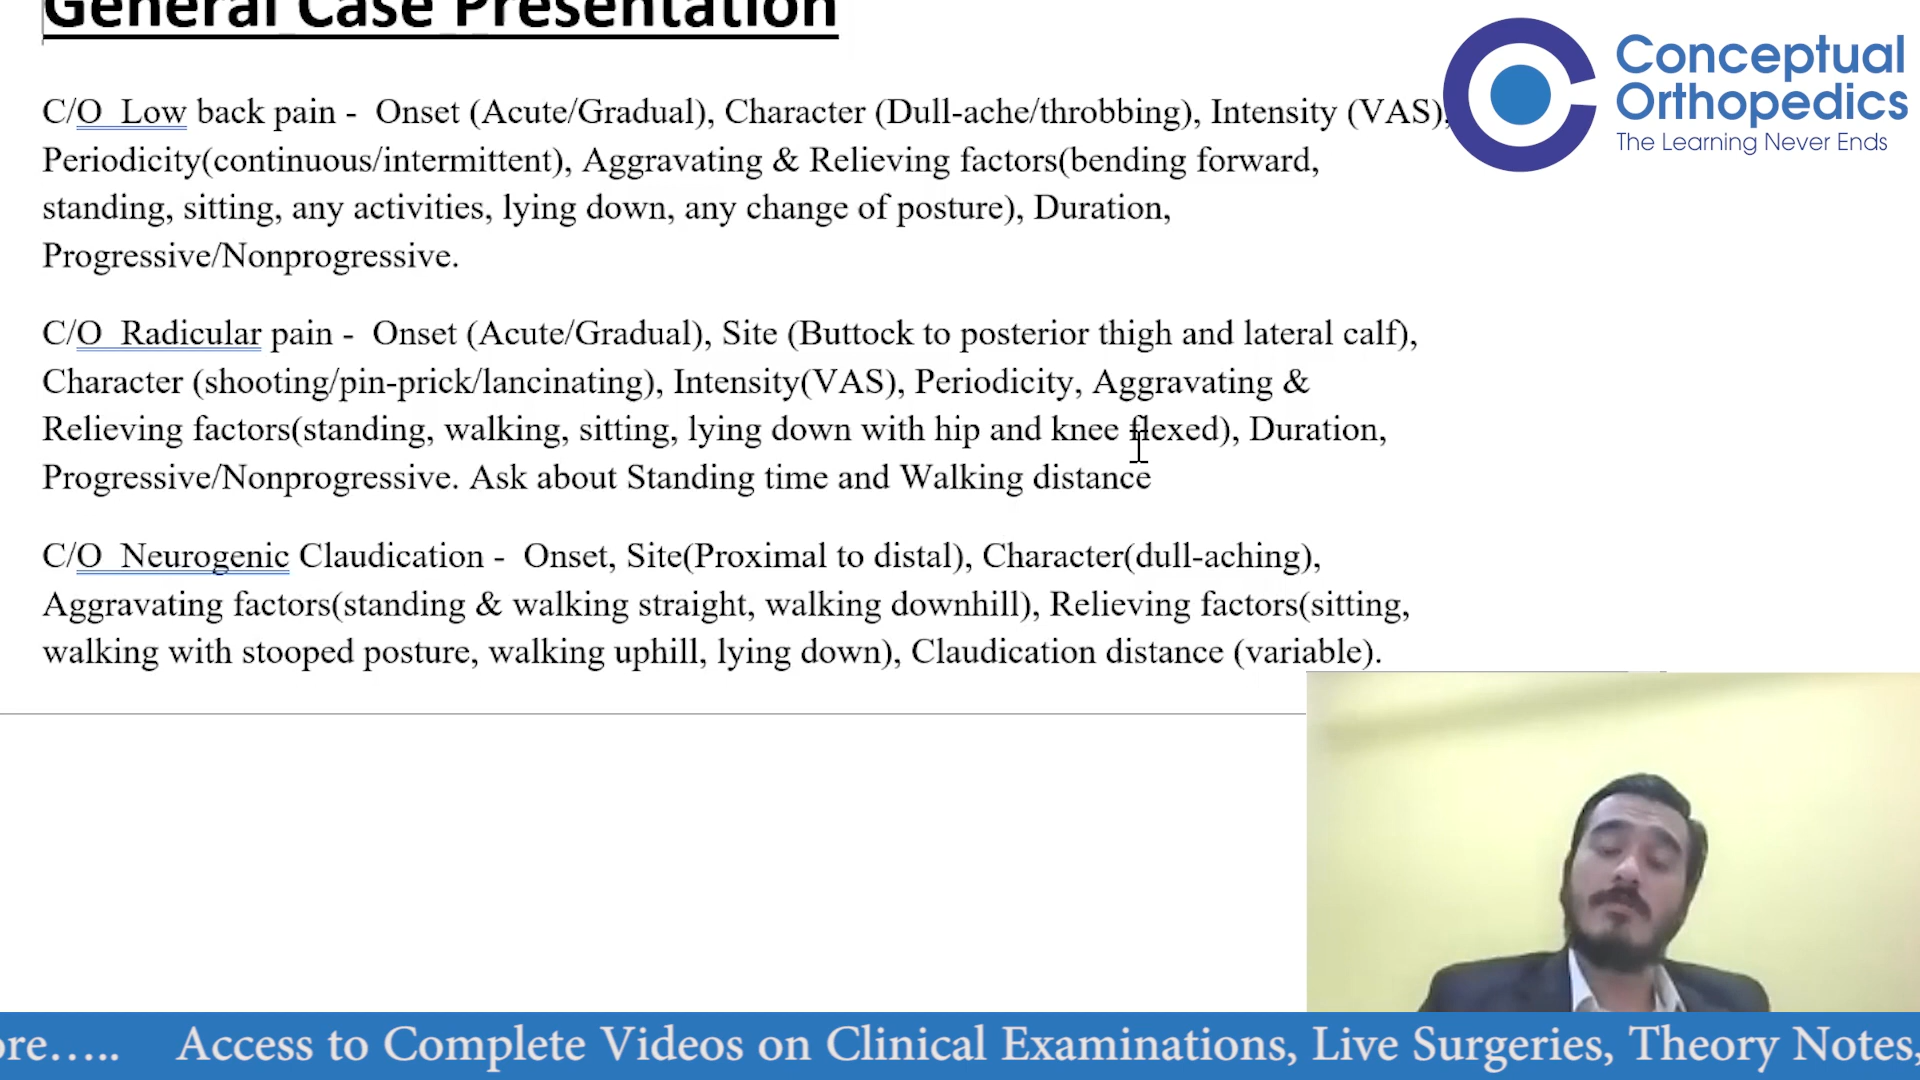 General Case Presentation
C/O Low back pain - Onset (Acute/Gradual), Character (Dull-ache/throbbing), Intensity (VAS),
Periodicity(continuous/intermittent), Aggravating & Relieving factors(bending forward,
standing, sitting, any activities, lying down, any change of posture), Duration,
Progressive/Nonprogressive.
C/O Radicular pain - Onset (Acute/Gradual), Site (Buttock to posterior thigh and lateral calf),
Character (shooting/pin-prick/lancinating), Intensity(VAS), Periodicity, Aggravating &
Relieving factors(standing, walking, sitting, lying down with hip and knee flexed), Duration,
Progressive/Nonprogressive. Ask about Standing time and Walking distance
C/O Neurogenic Claudication - Onset, Site(Proximal to distal), Character(dull-aching),
Aggravating factors(standing & walking straight, walking downhill), Relieving factors(sitting,
walking with stooped posture, walking uphill, lying down), Claudication distance (variable).
Conceptual
Orthopedics
The Learning Never Ends
ore..... Access to Complete Videos on Clinical Examinations, Live Surgeries, Theory Notes,